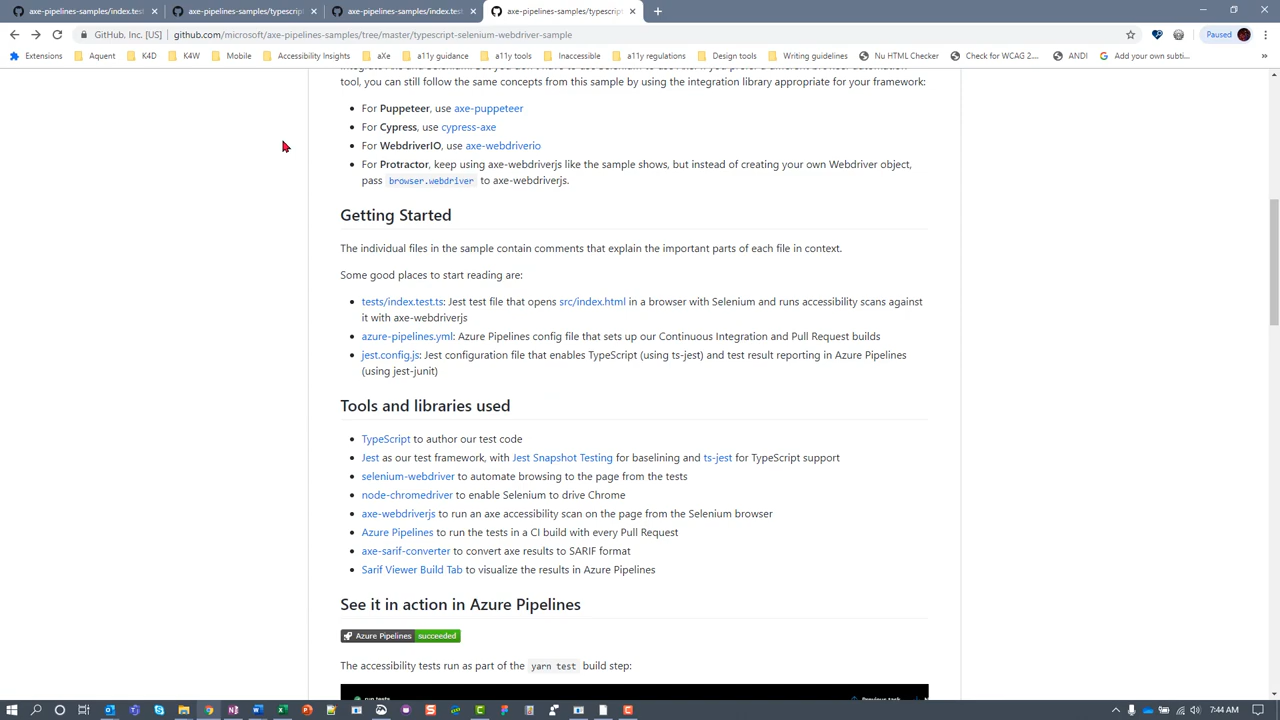 axe-pipelines-samples/index.test
axe-pipelines-samples/typescript
axe-pipelines-samples/index.test
axe-pipelines-samples/typescript
GitHub, Inc. [US]
github.com/microsoft/axe-pipelines-samples/tree/master/typescript-selenium-webdriver-sample
Paused
Extensions
Aquent
K4D
K4W
Mobile
Accessibility Insights
aXe
a11y guidance
a11y tools
Inaccessible
a11y regulations
Design tools
Writing guidelines
Nu HTML Checker
Check for WCAG 2....
ANDI
Add your own subti...
»
tool, you can still follow the same concepts from this sample by using the integration library appropriate for your framework:
• For Puppeteer, use axe-puppeteer
• For Cypress, use cypress-axe
• For WebdriverIO, use axe-webdriverio
• For Protractor, keep using axe-webdriverjs like the sample shows, but instead of creating your own Webdriver object,
pass browser.webdriver to axe-webdriverjs.
Getting Started
The individual files in the sample contain comments that explain the important parts of each file in context.
Some good places to start reading are:
• tests/index.test.ts: Jest test file that opens src/index.html in a browser with Selenium and runs accessibility scans against
it with axe-webdriverjs
• azure-pipelines.yml: Azure Pipelines config file that sets up our Continuous Integration and Pull Request builds
• jest.config.js: Jest configuration file that enables TypeScript (using ts-jest) and test result reporting in Azure Pipelines
(using jest-junit)
Tools and libraries used
• TypeScript to author our test code
• Jest as our test framework, with Jest Snapshot Testing for baselining and ts-jest for TypeScript support
• selenium-webdriver to automate browsing to the page from the tests
• node-chromedriver to enable Selenium to drive Chrome
• axe-webdriverjs to run an axe accessibility scan on the page from the Selenium browser
• Azure Pipelines to run the tests in a CI build with every Pull Request
• axe-sarif-converter to convert axe results to SARIF format
• Sarif Viewer Build Tab to visualize the results in Azure Pipelines
See it in action in Azure Pipelines
Azure Pipelines succeeded
The accessibility tests run as part of the yarn test build step:
run tests
Previous task
7:44 AM